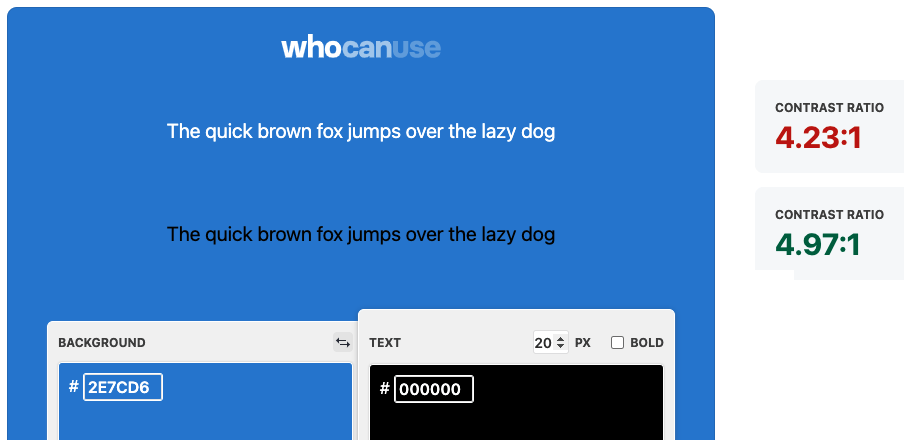 whocanuse
The quick brown fox jumps over the lazy dog
CONTRAST RATIO
4.23:1
CONTRAST RATIO
4.97:1
The quick brown fox jumps over the lazy dog
BACKGROUND
TEXT
20 PX
BOLD
# 2E7CD6
# 000000